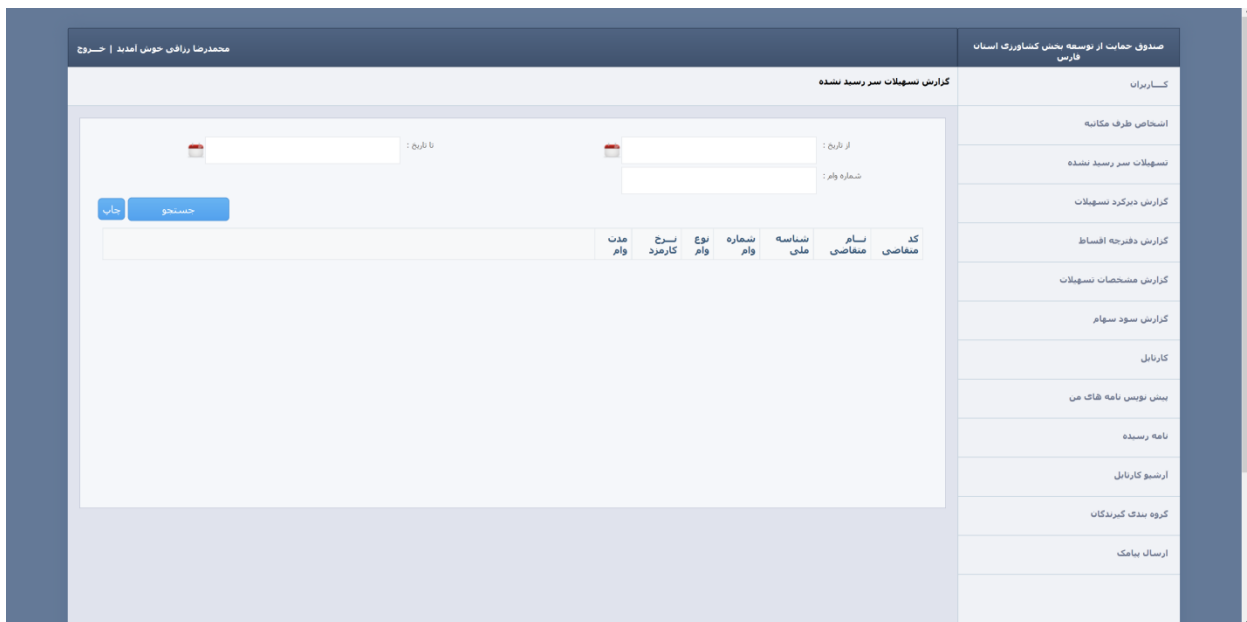 صندوق حمایت از توسعه بخش کشاورزی استان
فارس
محمدرضا رزاقی خوش آمدید | خـــروج
کـــاربران
اشخاص طرف مکاتبه
تسهیلات سر رسید نشده
گزارش دیرکرد تسهیلات
گزارش دفترچه اقساط
گزارش مشخصات تسهیلات
گزارش سود سهام
کارتابل
پیش نویس نامه های من
نامه رسیده
آرشیو کارتابل
گروه بندی گیرندگان
ارسال پیامک
گزارش تسهیلات سر رسید نشده
از تاریخ :
تا تاریخ :
شماره وام :
جستجو
چاپ
کد متقاضی
نـــام متقاضی
شناسه ملی
شماره وام
نوع وام
نـــرخ کارمزد
مدت وام